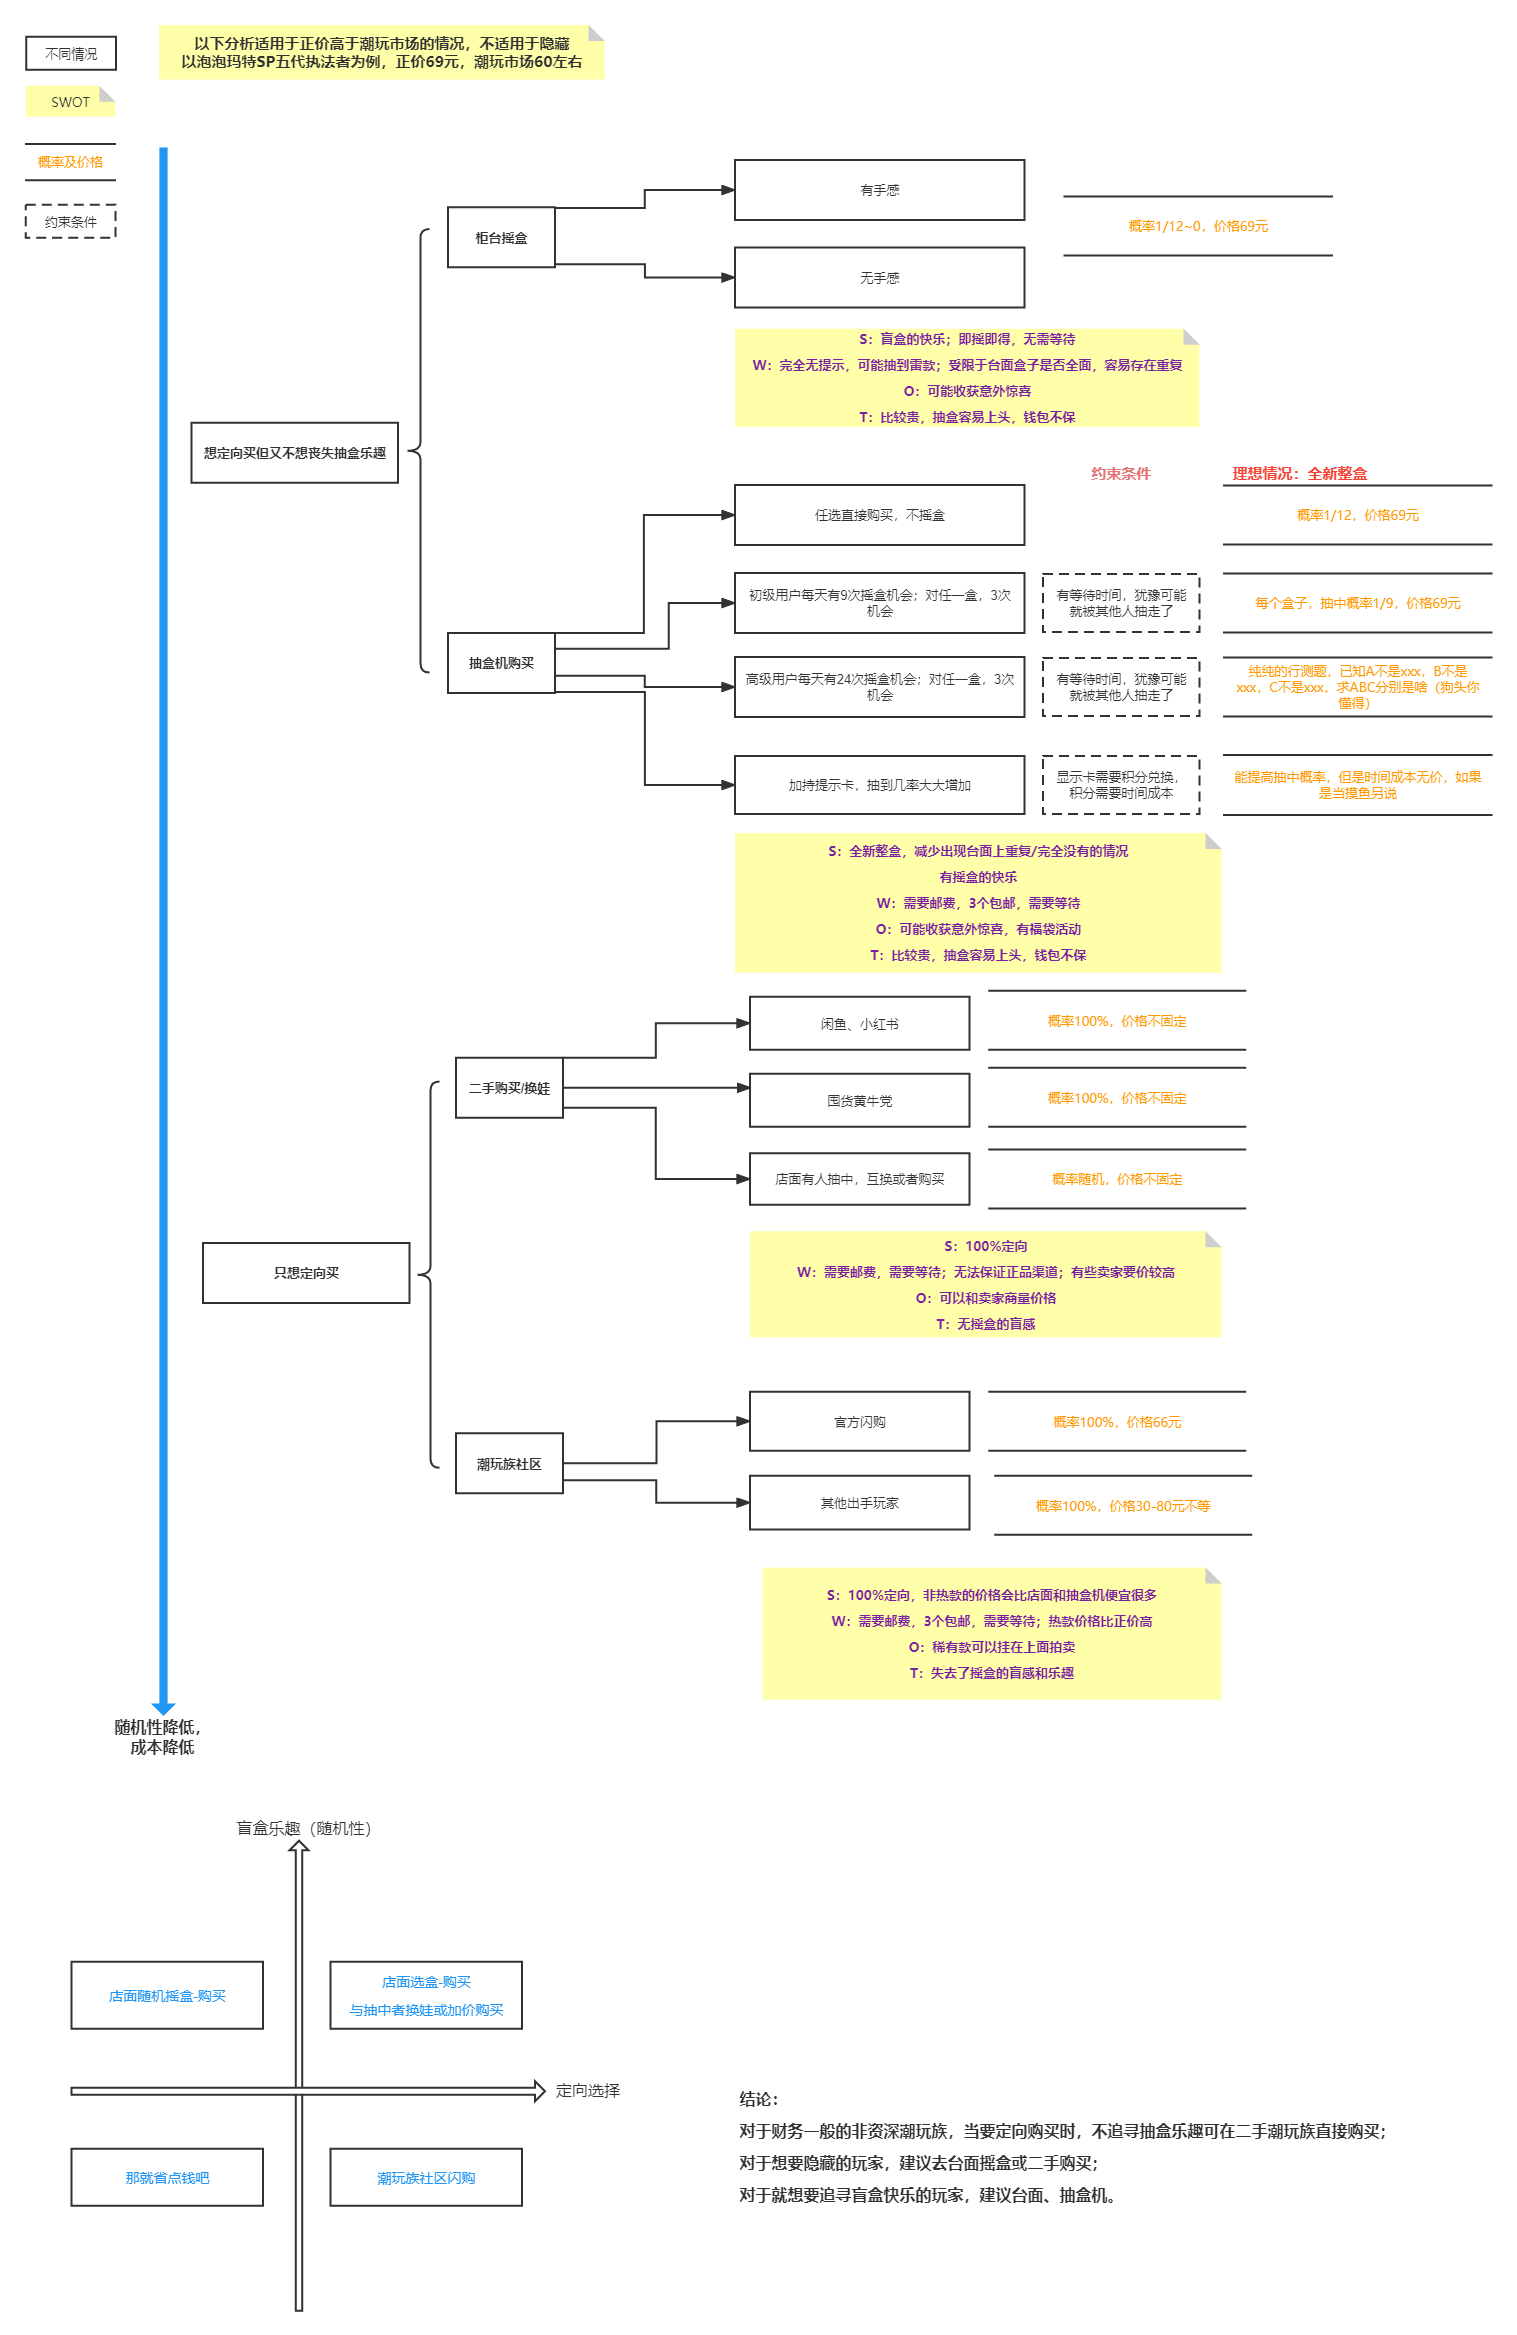 不同情况
以下分析适用于正价高于潮玩市场的情况，不适用于隐藏
以泡泡玛特SP五代执法者为例，正价69元，潮玩市场60左右
SWOT
概率及价格
约束条件
想定向买但又不想丧失抽盒乐趣
柜台摇盒
有手感
无手感
概率1/12~0，价格69元
S：盲盒的快乐；即摇即得，无需等待
W：完全无提示，可能抽到雷款；受限于台面盒子是否全面，容易存在重复
O：可能收获意外惊喜
T：比较贵，抽盒容易上头，钱包不保
约束条件
理想情况：全新整盒
抽盒机购买
任选直接购买，不摇盒
概率1/12，价格69元
初级用户每天有9次摇盒机会；对任一盒，3次
机会
有等待时间，犹豫可能
就被其他人抽走了
每个盒子，抽中概率1/9，价格69元
高级用户每天有24次摇盒机会；对任一盒，3次
机会
有等待时间，犹豫可能
就被其他人抽走了
纯纯的行测题，已知A不是xxx，B不是
xxx，C不是xxx，求ABC分别是啥（狗头你
懂得）
加持提示卡，抽到几率大大增加
显示卡需要积分兑换，
积分需要时间成本
能提高抽中概率，但是时间成本无价，如果
是当摸鱼另说
S：全新整盒，减少出现台面上重复/完全没有的情况
有摇盒的快乐
W：需要邮费，3个包邮，需要等待
O：可能收获意外惊喜，有福袋活动
T：比较贵，抽盒容易上头，钱包不保
只想定向买
二手购买/换娃
闲鱼、小红书
概率100%，价格不固定
囤货黄牛党
概率100%，价格不固定
店面有人抽中，互换或者购买
概率随机，价格不固定
S：100%定向
W：需要邮费，需要等待；无法保证正品渠道；有些卖家要价较高
O：可以和卖家商量价格
T：无摇盒的盲感
潮玩族社区
官方闪购
概率100%，价格66元
其他出手玩家
概率100%，价格30-80元不等
S：100%定向，非热款的价格会比店面和抽盒机便宜很多
W：需要邮费，3个包邮，需要等待；热款价格比正价高
O：稀有款可以挂在上面拍卖
T：失去了摇盒的盲感和乐趣
随机性降低，
成本降低
盲盒乐趣（随机性）
店面随机摇盒-购买
店面选盒-购买
与抽中者换娃或加价购买
定向选择
那就省点钱吧
潮玩族社区闪购
结论：
对于财务一般的非资深潮玩族，当要定向购买时，不追寻抽盒乐趣可在二手潮玩族直接购买；
对于想要隐藏的玩家，建议去台面摇盒或二手购买；
对于就想要追寻盲盒快乐的玩家，建议台面、抽盒机。